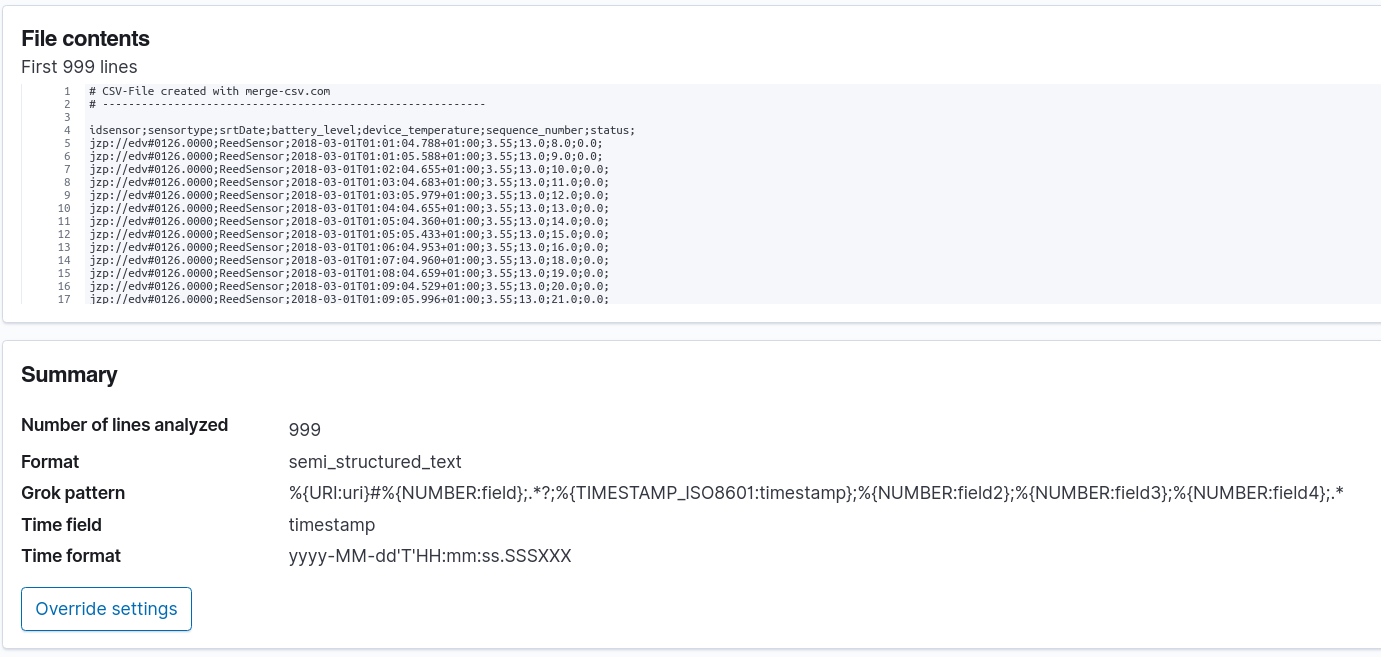 File contents
First 999 lines
1 # CSV-File created with merge-csv.com
2 # -----------------------------------------------------------
3
4 idsensor;sensortype;srtDate;battery_level;device_temperature;sequence_number;status;
5 jzp://edv#0126.0000;ReedSensor;2018-03-01T01:01:04.788+01:00;3.55;13.0;8.0;0.0;
6 jzp://edv#0126.0000;ReedSensor;2018-03-01T01:01:05.588+01:00;3.55;13.0;9.0;0.0;
7 jzp://edv#0126.0000;ReedSensor;2018-03-01T01:02:04.655+01:00;3.55;13.0;10.0;0.0;
8 jzp://edv#0126.0000;ReedSensor;2018-03-01T01:03:04.683+01:00;3.55;13.0;11.0;0.0;
9 jzp://edv#0126.0000;ReedSensor;2018-03-01T01:03:05.979+01:00;3.55;13.0;12.0;0.0;
10 jzp://edv#0126.0000;ReedSensor;2018-03-01T01:04:04.655+01:00;3.55;13.0;13.0;0.0;
11 jzp://edv#0126.0000;ReedSensor;2018-03-01T01:05:04.360+01:00;3.55;13.0;14.0;0.0;
12 jzp://edv#0126.0000;ReedSensor;2018-03-01T01:05:05.433+01:00;3.55;13.0;15.0;0.0;
13 jzp://edv#0126.0000;ReedSensor;2018-03-01T01:06:04.953+01:00;3.55;13.0;16.0;0.0;
14 jzp://edv#0126.0000;ReedSensor;2018-03-01T01:07:04.960+01:00;3.55;13.0;18.0;0.0;
15 jzp://edv#0126.0000;ReedSensor;2018-03-01T01:08:04.659+01:00;3.55;13.0;19.0;0.0;
16 jzp://edv#0126.0000;ReedSensor;2018-03-01T01:09:04.529+01:00;3.55;13.0;20.0;0.0;
17 jzp://edv#0126.0000;ReedSensor;2018-03-01T01:09:05.996+01:00;3.55;13.0;21.0;0.0;
Summary
Number of lines analyzed 999
Format semi_structured_text
Grok pattern %{URI:uri}#%{NUMBER:field};.*?;%{TIMESTAMP_ISO8601:timestamp};%{NUMBER:field2};%{NUMBER:field3};%{NUMBER:field4};.*
Time field timestamp
Time format yyyy-MM-dd'T'HH:mm:ss.SSSXXX
Override settings